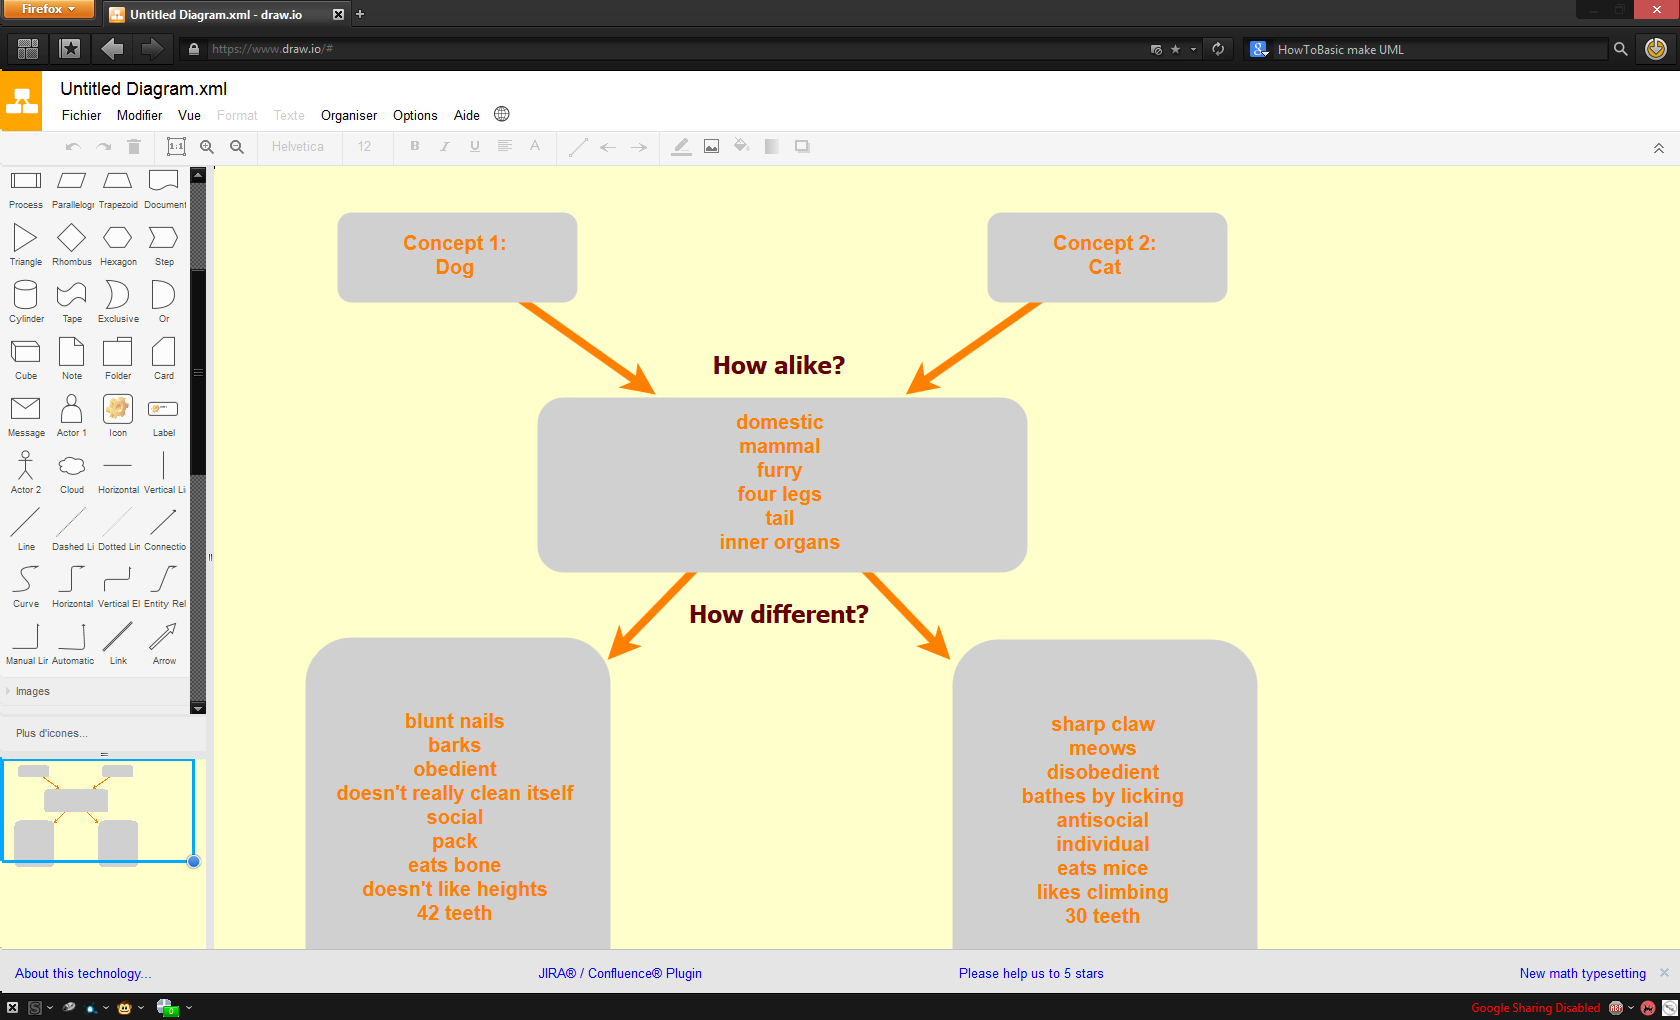 Firefox
Untitled Diagram.xml - draw.io
https://www.draw.io/#
HowToBasic make UML
Untitled Diagram.xml
Fichier Modifier Vue Format Texte Organiser Options Aide
1:1 Helvetica 12 B I U A
Process Parallelogr Trapezoid Document
Triangle Rhombus Hexagon Step
Cylinder Tape Exclusive Or
Cube Note Folder Card
Message Actor 1 Icon Label
Actor 2 Cloud Horizontal Vertical Li
Line Dashed Li Dotted Lin Connectio
Curve Horizontal Vertical El Entity Rel
Manual Lir Automatic Link Arrow
Images
Plus d'icones...
Concept 1:
Dog
Concept 2:
Cat
How alike?
domestic
mammal
furry
four legs
tail
inner organs
How different?
blunt nails
barks
obedient
doesn't really clean itself
social
pack
eats bone
doesn't like heights
42 teeth
sharp claw
meows
disobedient
bathes by licking
antisocial
individual
eats mice
likes climbing
30 teeth
About this technology... JIRA® / Confluence® Plugin Please help us to 5 stars New math typesetting
0 Google Sharing Disabled ABP